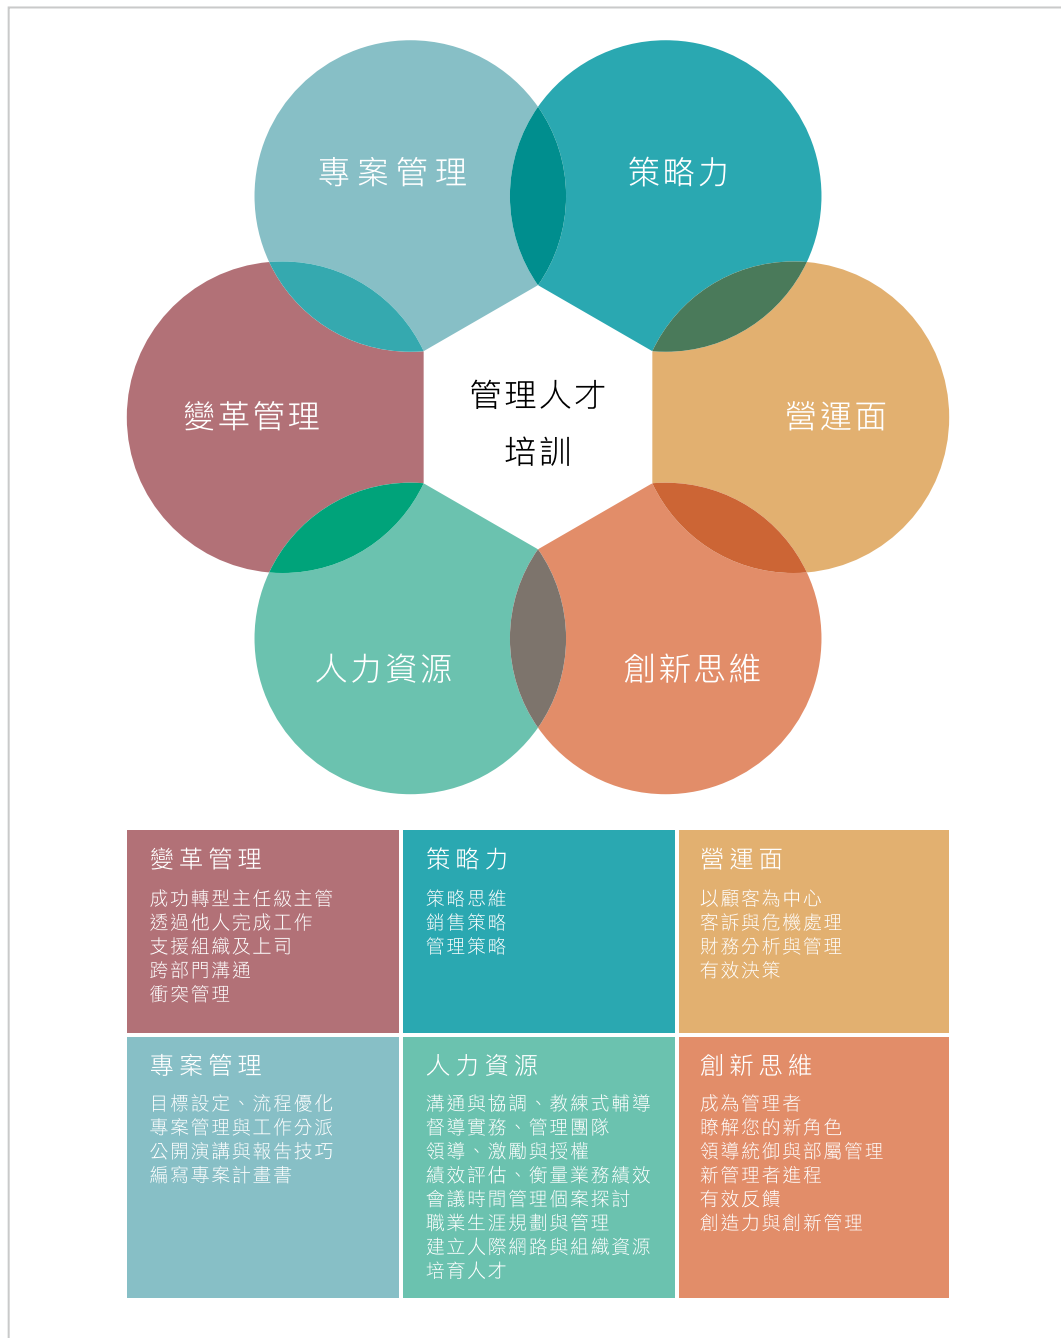 專案管理
策略力
變革管理
管理人才
培訓
營運面
人力資源
創新思維
變革管理
成功轉型主任級主管
透過他人完成工作
支援組織及上司
跨部門溝通
衝突管理
策略力
策略思維
銷售策略
管理策略
營運面
以顧客為中心
客訴與危機處理
財務分析與管理
有效決策
專案管理
目標設定、流程優化
專案管理與工作分派
公開演講與報告技巧
編寫專案計畫書
人力資源
溝通與協調、教練式輔導
督導實務、管理團隊
領導、激勵與授權
績效評估、衡量業務績效
會議時間管理個案探討
職業生涯規劃與管理
建立人際網路與組織資源
培育人才
創新思維
成為管理者
瞭解您的新角色
領導統御與部屬管理
新管理者進程
有效反饋
創造力與創新管理